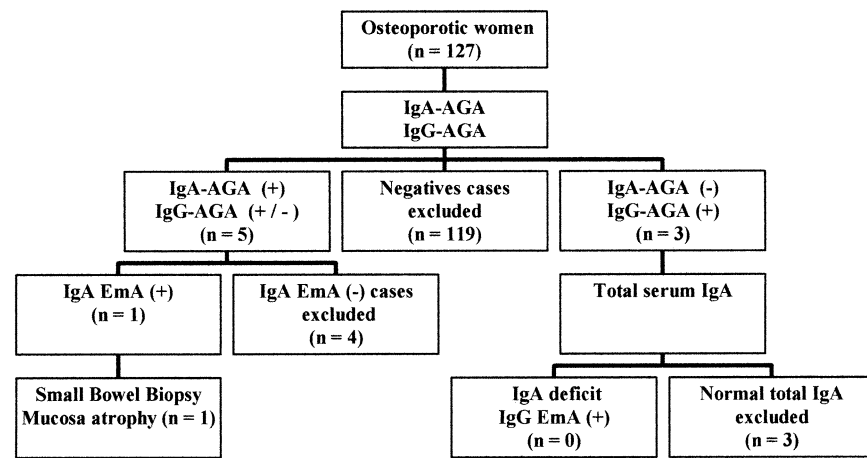 Osteoporotic women
(n = 127)
IgA-AGA
IgG-AGA
IgA-AGA (+)
IgG-AGA (+ / - )
(n = 5)
Negatives cases
excluded
(n = 119)
IgA-AGA (-)
IgG-AGA (+)
(n = 3)
IgA EmA (+)
(n = 1)
IgA EmA (-) cases
excluded
(n = 4)
Total serum IgA
Small Bowel Biopsy
Mucosa atrophy (n = 1)
IgA deficit
IgG EmA (+)
(n = 0)
Normal total IgA
excluded
(n = 3)